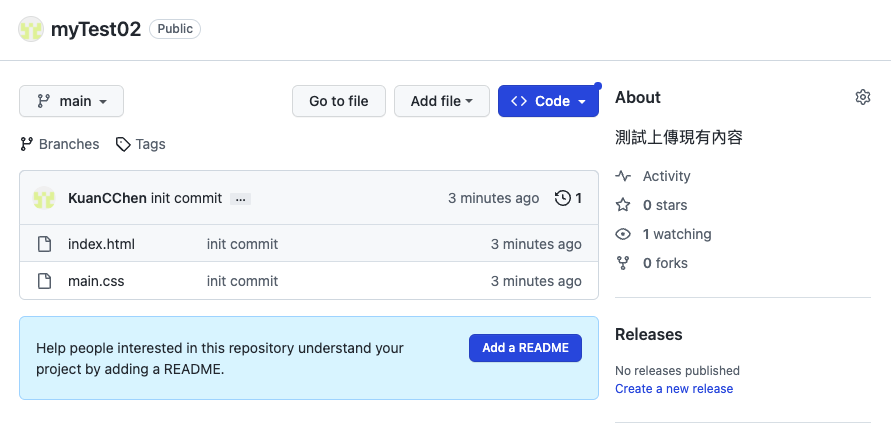 myTest02 Public
main Go to file Add file Code
Branches Tags
KuanCChen init commit ... 3 minutes ago 1
index.html init commit 3 minutes ago
main.css init commit 3 minutes ago
Help people interested in this repository understand your
project by adding a README.
Add a README
About
測試上傳現有內容
Activity
0 stars
1 watching
0 forks
Releases
No releases published
Create a new release